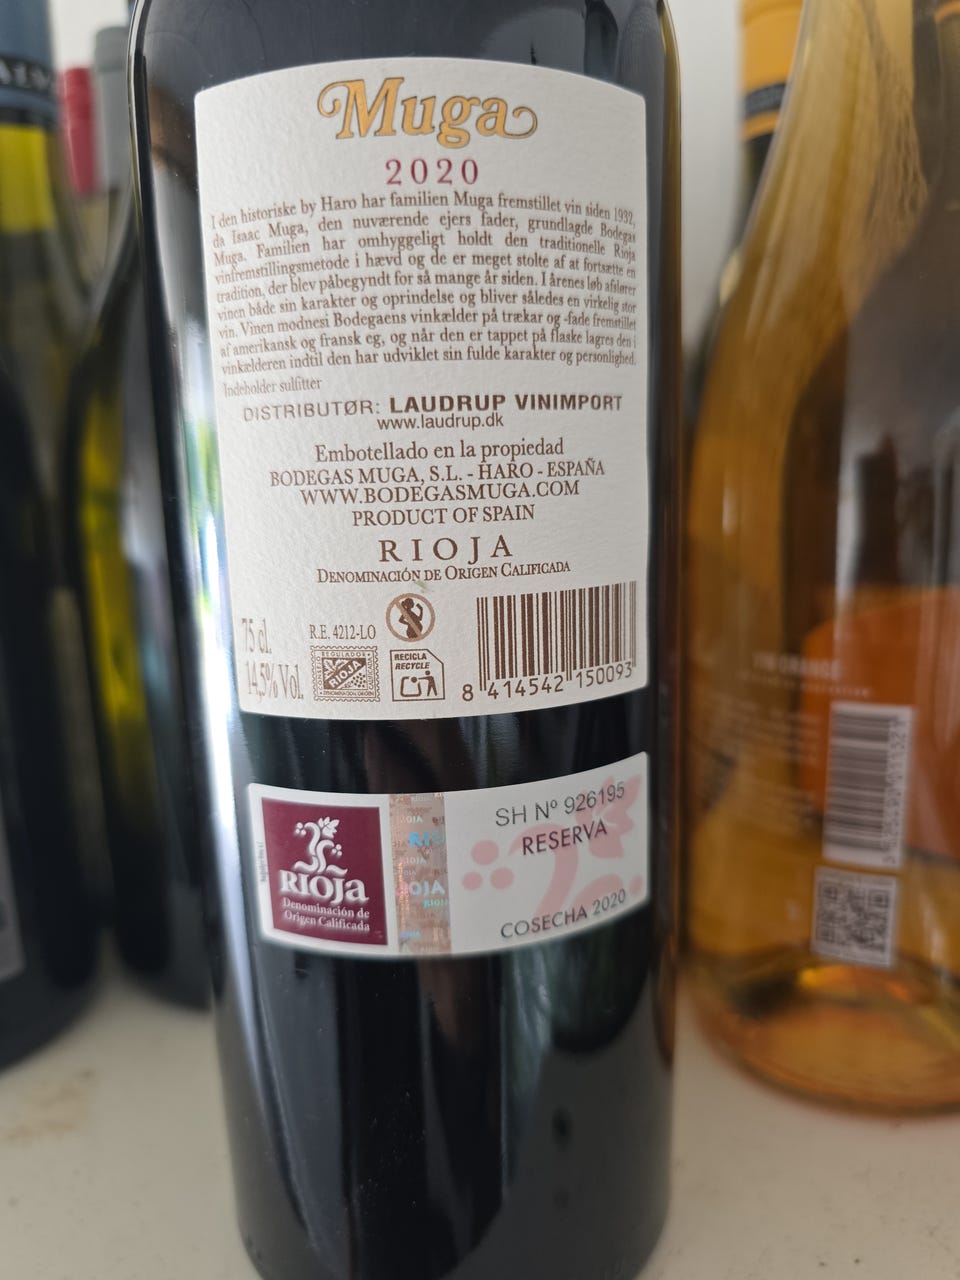 Muga
2020
I den historiske by Haro har familien Muga fremstillet vin siden 1932,
da Isaac Muga, den nuværende ejers fader, grundlagde Bodegas
Muga. Familien har omhyggeligt holdt den traditionelle Rioja
vinfremstillingsmetode i hævd og de er meget stolte af at fortsætte en
tradition, der blev påbegyndt for så mange år siden. I årenes løb afslører
vinen både sin karakter og oprindelse og bliver således en virkelig stor
vin. Vinen modnesi Bodegaens vinkælder på trækar og -fade fremstillet
af amerikansk og fransk eg, og når den er tappet på flaske lagres den i
vinkælderen indtil den har udviklet sin fulde karakter og personlighed.
Indeholder sulfitter
DISTRIBUTØR: LAUDRUP VINIMPORT
www.laudrup.dk
Embotellado en la propiedad
BODEGAS MUGA, S.L. - HARO - ESPAÑA
WWW.BODEGASMUGA.COM
PRODUCT OF SPAIN
RIOJA
DENOMINACIÓN DE ORIGEN CALIFICADA
75 cl.
14,5% Vol.
R.E. 4212-LO
CONSEJO REGULADOR
RIOJA
DENOMINACIÓN ORIGEN
RECICLA
RECYCLE
8 414542 150093
RIOJA
Denominación de
Origen Calificada
RIOJA
SH Nº 926195
RESERVA
COSECHA 2020